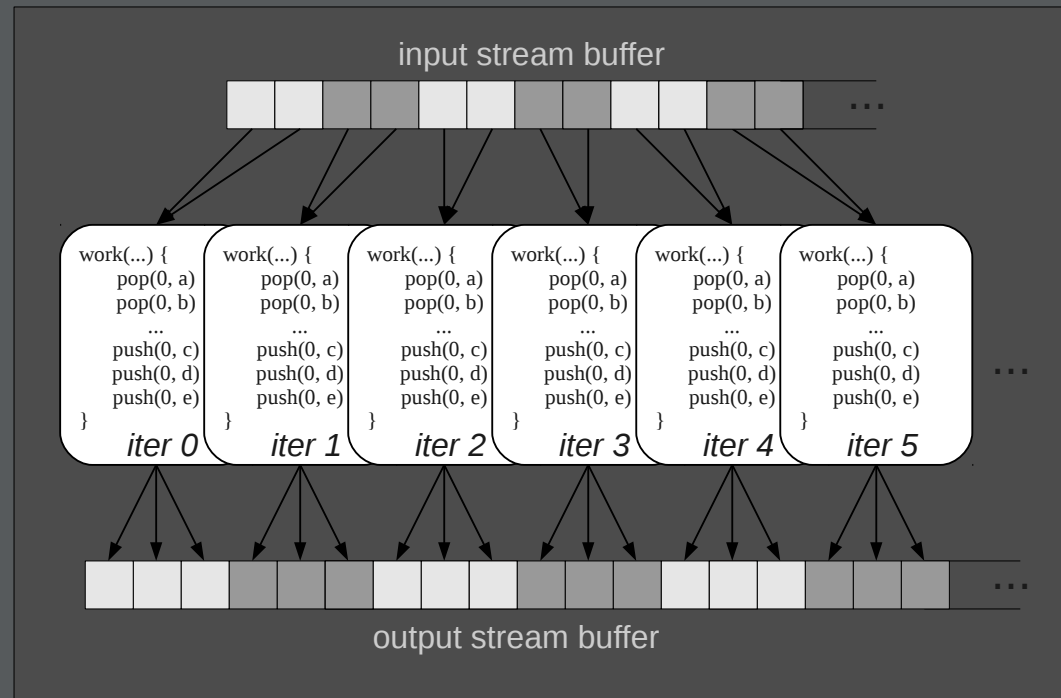 input stream buffer
...
work(...) {
pop(0, a)
pop(0, b)
...
push(0, c)
push(0, d)
push(0, e)
}
iter 0
work(...) {
pop(0, a)
pop(0, b)
...
push(0, c)
push(0, d)
push(0, e)
}
iter 1
work(...) {
pop(0, a)
pop(0, b)
...
push(0, c)
push(0, d)
push(0, e)
}
iter 2
work(...) {
pop(0, a)
pop(0, b)
...
push(0, c)
push(0, d)
push(0, e)
}
iter 3
work(...) {
pop(0, a)
pop(0, b)
...
push(0, c)
push(0, d)
push(0, e)
}
iter 4
work(...) {
pop(0, a)
pop(0, b)
...
push(0, c)
push(0, d)
push(0, e)
}
iter 5
...
...
output stream buffer